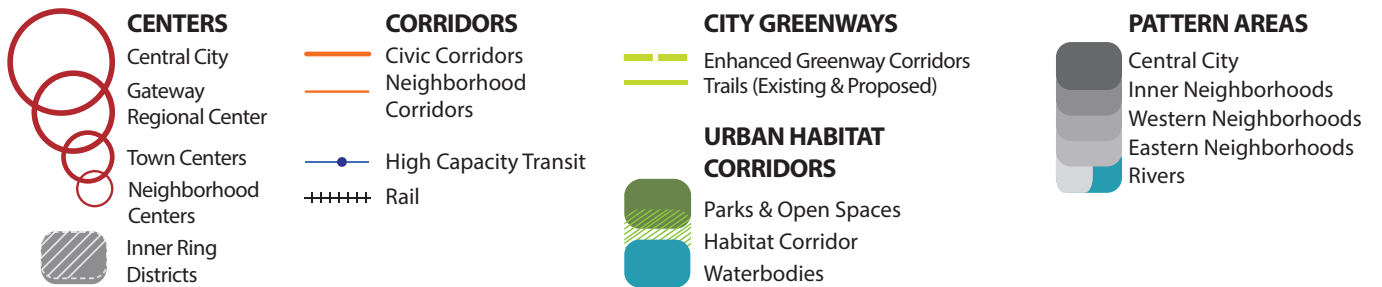 CENTERS
Central City
Gateway
Regional Center
Town Centers
Neighborhood
Centers
Inner Ring
Districts
CORRIDORS
Civic Corridors
Neighborhood
Corridors
High Capacity Transit
Rail
CITY GREENWAYS
Enhanced Greenway Corridors
Trails (Existing & Proposed)
URBAN HABITAT
CORRIDORS
Parks & Open Spaces
Habitat Corridor
Waterbodies
PATTERN AREAS
Central City
Inner Neighborhoods
Western Neighborhoods
Eastern Neighborhoods
Rivers